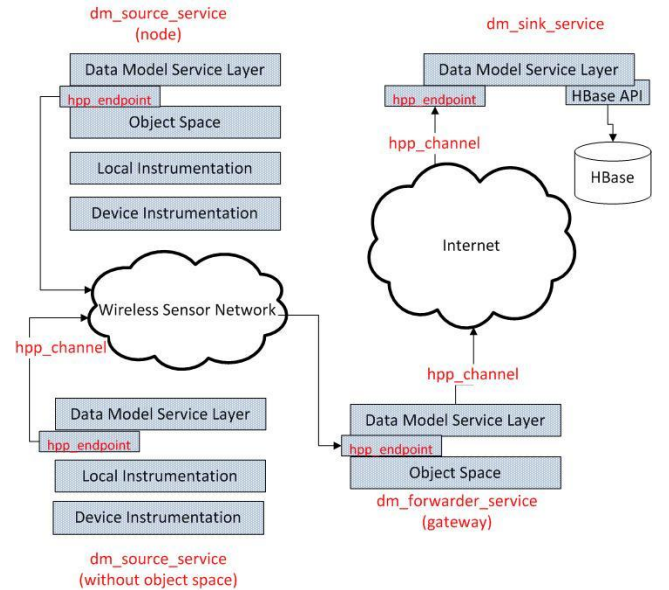 dm_source_service
(node)
Data Model Service Layer
hpp_endpoint
Object Space
Local Instrumentation
Device Instrumentation
dm_sink_service
Data Model Service Layer
hpp_endpoint
HBase API
hpp_channel
HBase
Internet
Wireless Sensor Network
hpp_channel
hpp_channel
Data Model Service Layer
hpp_endpoint
Local Instrumentation
Device Instrumentation
dm_source_service
(without object space)
Data Model Service Layer
hpp_endpoint
Object Space
dm_forwarder_service
(gateway)